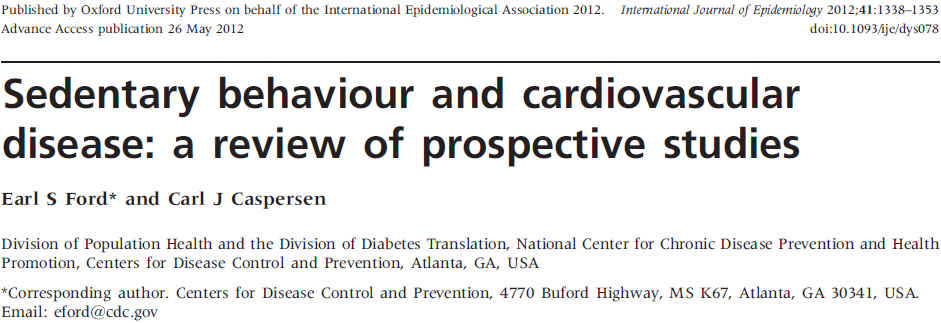 Published by Oxford University Press on behalf of the International Epidemiological Association 2012. International Journal of Epidemiology 2012;41:1338–1353
Advance Access publication 26 May 2012 doi:10.1093/ije/dys078
Sedentary behaviour and cardiovascular
disease: a review of prospective studies
Earl S Ford* and Carl J Caspersen
Division of Population Health and the Division of Diabetes Translation, National Center for Chronic Disease Prevention and Health
Promotion, Centers for Disease Control and Prevention, Atlanta, GA, USA
*Corresponding author. Centers for Disease Control and Prevention, 4770 Buford Highway, MS K67, Atlanta, GA 30341, USA.
Email: eford@cdc.gov